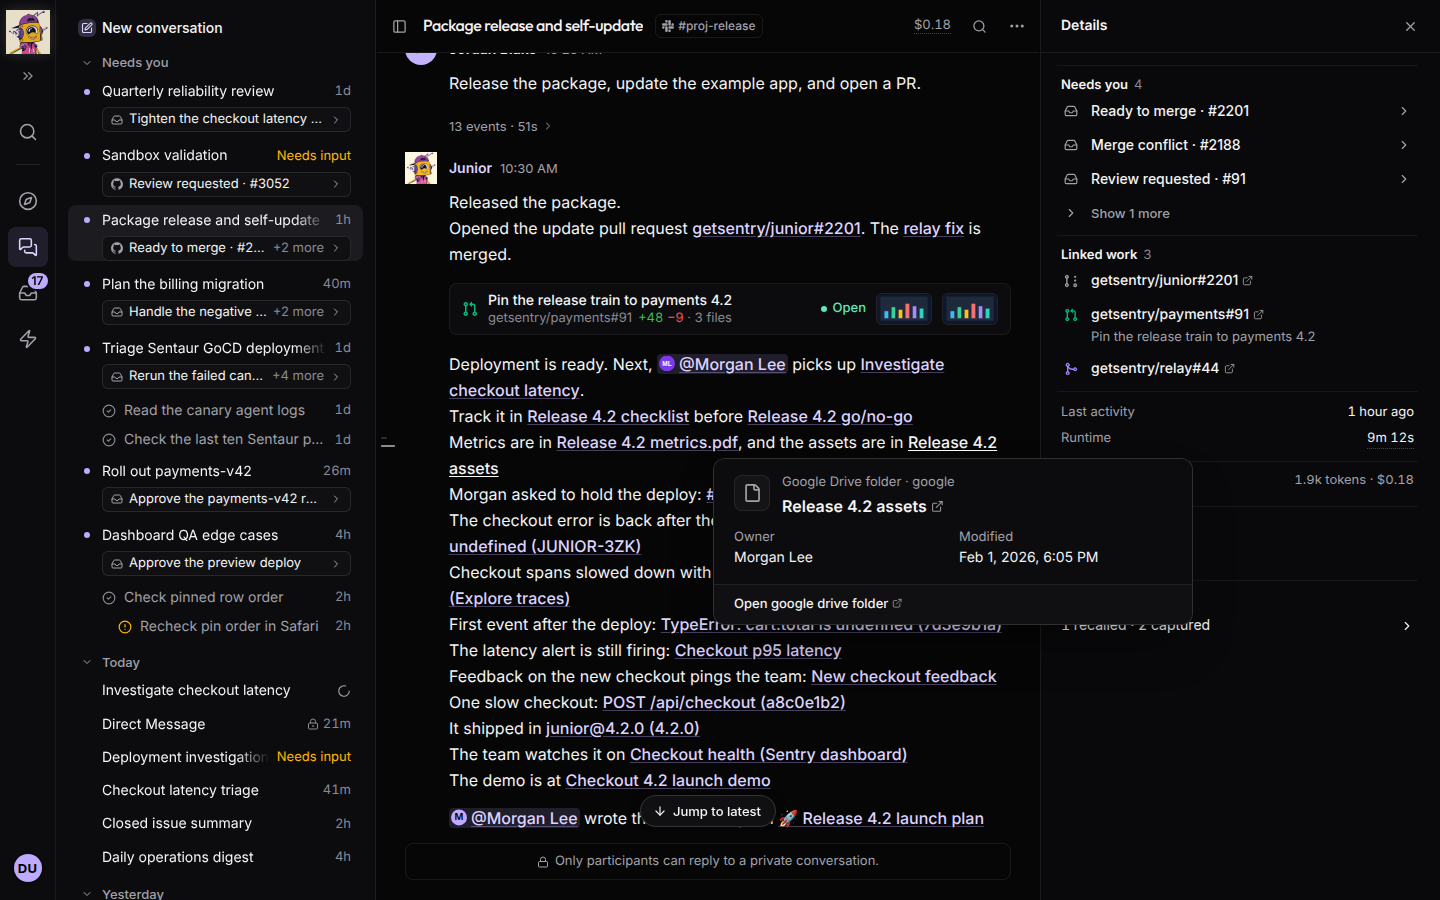 New conversation
Needs you
Quarterly reliability review 1d
Tighten the checkout latency ...
Sandbox validation Needs input
Review requested · #3052
Package release and self-update 1h
Ready to merge · #2... +2 more
17
Plan the billing migration 40m
Handle the negative ... +2 more
Triage Sentaur GoCD deployment 1d
Rerun the failed can... +4 more
Read the canary agent logs 1d
Check the last ten Sentaur p... 1d
Roll out payments-v42 26m
Approve the payments-v42 r...
Dashboard QA edge cases 4h
Approve the preview deploy
Check pinned row order 2h
Recheck pin order in Safari 2h
Today
Investigate checkout latency
Direct Message 21m
Deployment investigation Needs input
Checkout latency triage 41m
Closed issue summary 2h
Daily operations digest 4h
Yesterday
DU
Package release and self-update #proj-release $0.18
Release the package, update the example app, and open a PR.
13 events · 51s
Junior 10:30 AM
Released the package.
Opened the update pull request getsentry/junior#2201. The relay fix is
merged.
Pin the release train to payments 4.2
getsentry/payments#91 +48 −9 · 3 files
Open
Deployment is ready. Next, ML @Morgan Lee picks up Investigate
checkout latency.
Track it in Release 4.2 checklist before Release 4.2 go/no-go
Metrics are in Release 4.2 metrics.pdf, and the assets are in Release 4.2
assets
Morgan asked to hold the deploy: #
The checkout error is back after the
undefined (JUNIOR-3ZK)
Checkout spans slowed down with
(Explore traces)
First event after the deploy: TypeError: cart.total is undefined (7d3e9b1a)
The latency alert is still firing: Checkout p95 latency
Feedback on the new checkout pings the team: New checkout feedback
One slow checkout: POST /api/checkout (a8c0e1b2)
It shipped in junior@4.2.0 (4.2.0)
The team watches it on Checkout health (Sentry dashboard)
The demo is at Checkout 4.2 launch demo
M @Morgan Lee wrote 🚀 Release 4.2 launch plan
Jump to latest
Only participants can reply to a private conversation.
Google Drive folder · google
Release 4.2 assets
Owner Modified
Morgan Lee Feb 1, 2026, 6:05 PM
Open google drive folder
Details
Needs you 4
Ready to merge · #2201
Merge conflict · #2188
Review requested · #91
Show 1 more
Linked work 3
getsentry/junior#2201
getsentry/payments#91
Pin the release train to payments 4.2
getsentry/relay#44
Last activity 1 hour ago
Runtime 9m 12s
1.9k tokens · $0.18
1 recalled · 2 captured